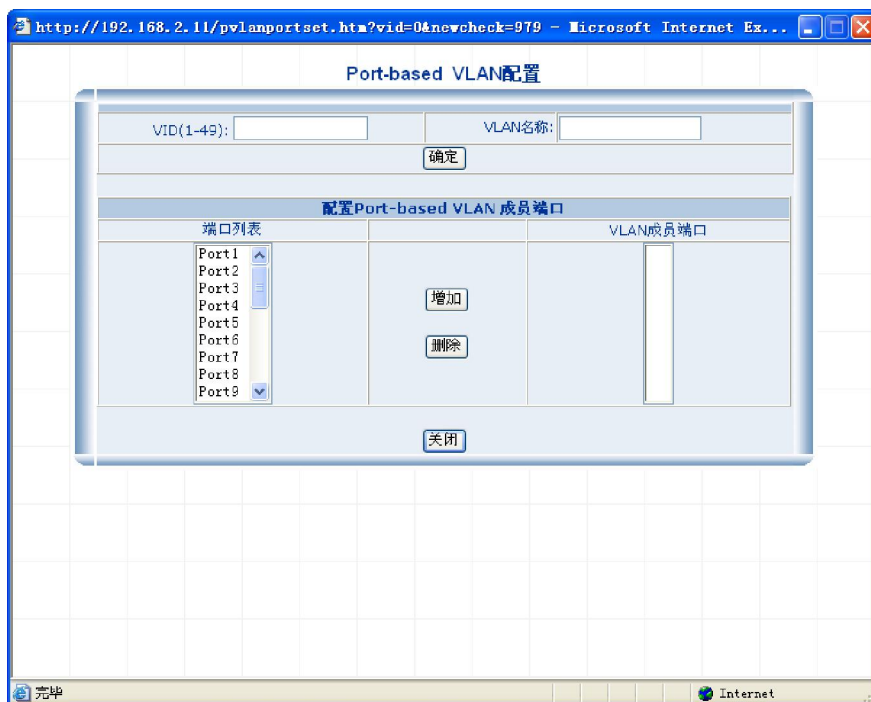 http://192.168.2.11/pvlanportset.htm?vid=0&newcheck=979 - Microsoft Internet Ex...
Port-based VLAN配置
VID(1-49): VLAN名称:
确定
配置Port-based VLAN 成员端口
端口列表 VLAN成员端口
Port1
Port2
Port3
Port4
Port5
Port6
Port7
Port8
Port9
增加
删除
关闭
完毕 Internet